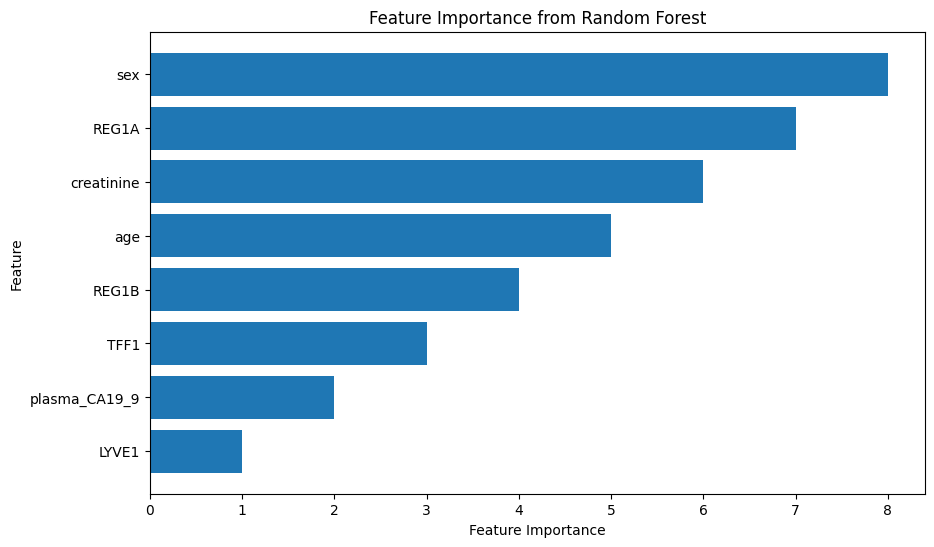 Feature Importance from Random Forest
Feature
sex
REG1A
creatinine
age
REG1B
TFF1
plasma_CA19_9
LYVE1
0 1 2 3 4 5 6 7 8
Feature Importance